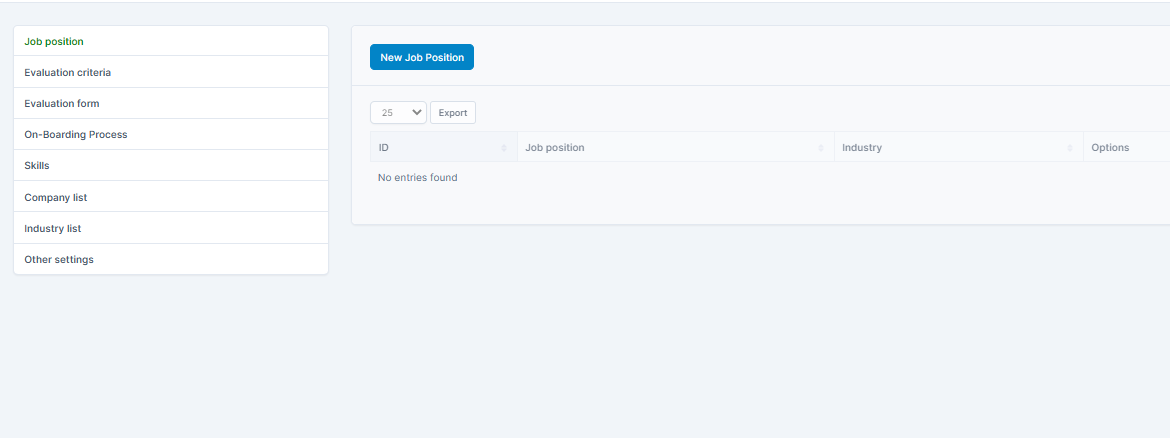 Job position
Evaluation criteria
Evaluation form
On-Boarding Process
Skills
Company list
Industry list
Other settings
New Job Position
25 Export
ID Job position Industry Options
No entries found